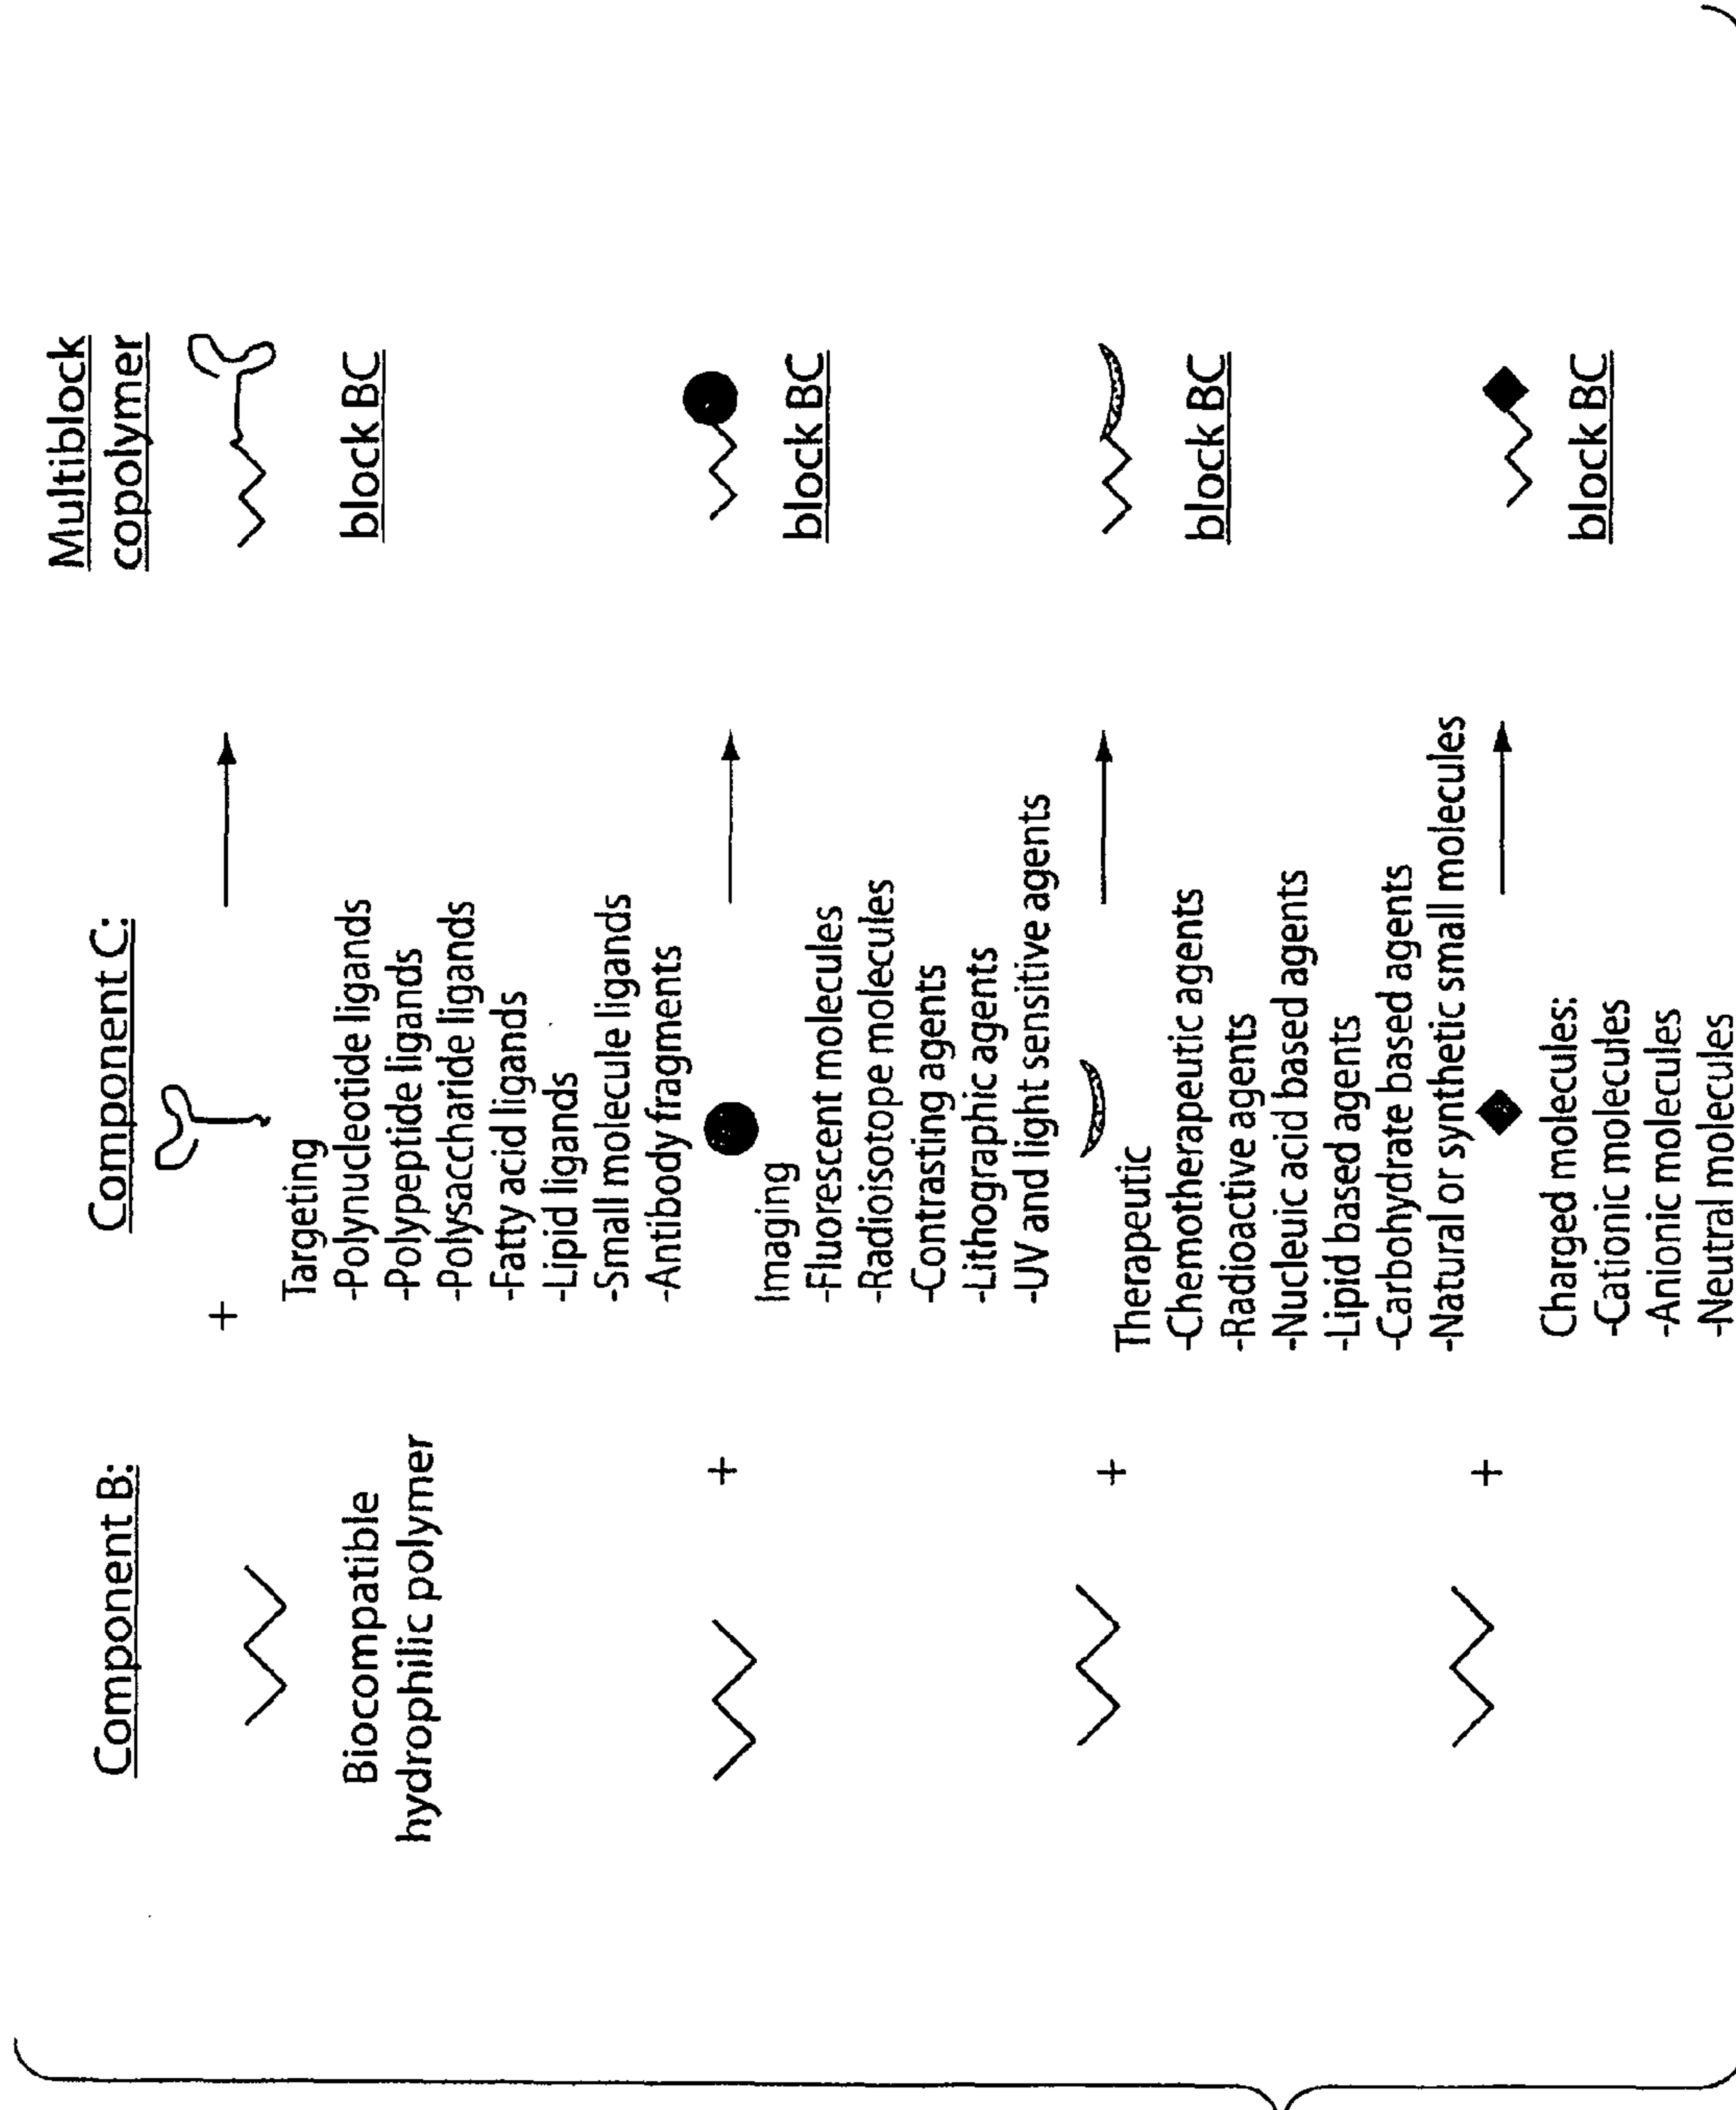 Component B:
Component C:
Multiblock
copolymer
+
Biocompatible
hydrophilic polymer
Targeting
-Polynucleotide ligands
-Polypeptide ligands
-Polysaccharide ligands
-Fatty acid ligands
-Lipid ligands
-Small molecule ligands
-Antibody fragments
block BC
+
Imaging
-Fluorescent molecules
-Radioisotope molecules
-Contrasting agents
-Lithographic agents
-UV and light sensitive agents
block BC
+
Therapeutic
-Chemotherapeutic agents
-Radioactive agents
-Nucleuic acid based agents
-Lipid based agents
-Carbohydrate based agents
-Natural or synthetic small molecules
block BC
+
Charged molecules:
-Cationic molecules
-Anionic molecules
-Neutral molecules
block BC